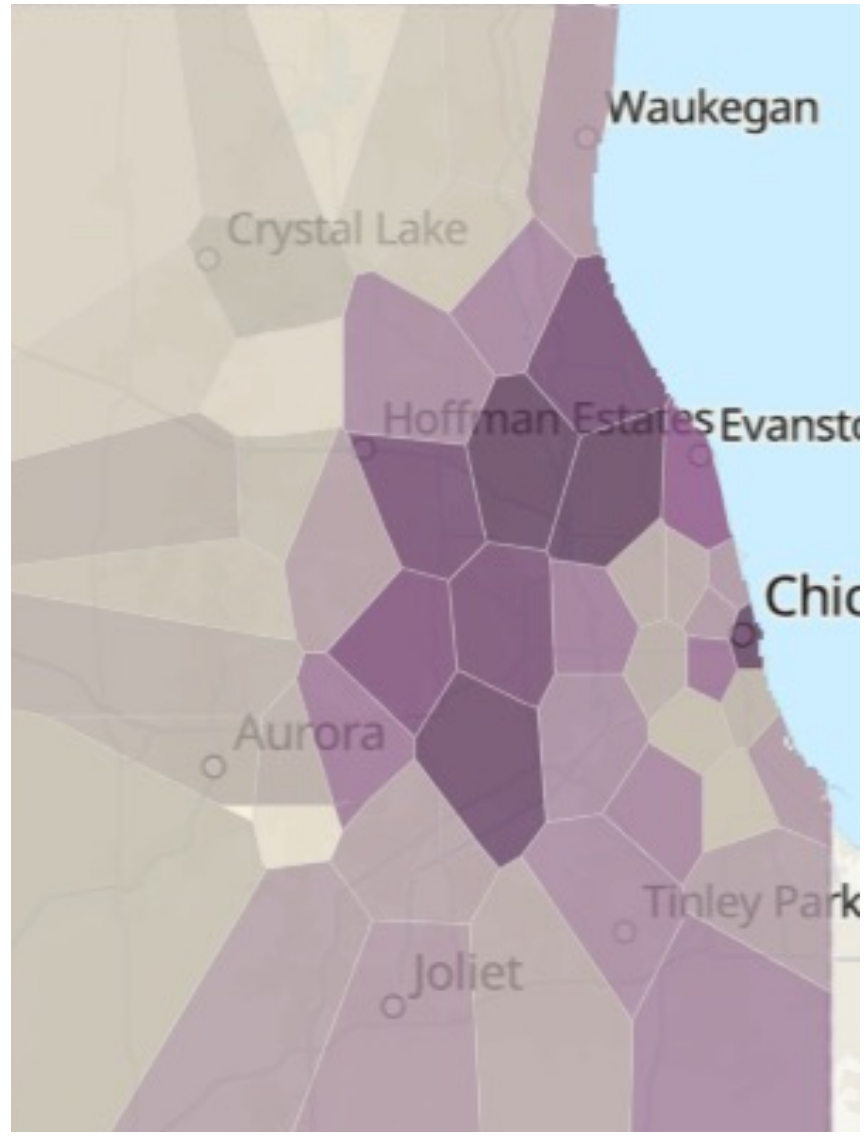 Waukegan
Crystal Lake
Hoffman Estates
Evansto
Chic
Aurora
Tinley Park
Joliet